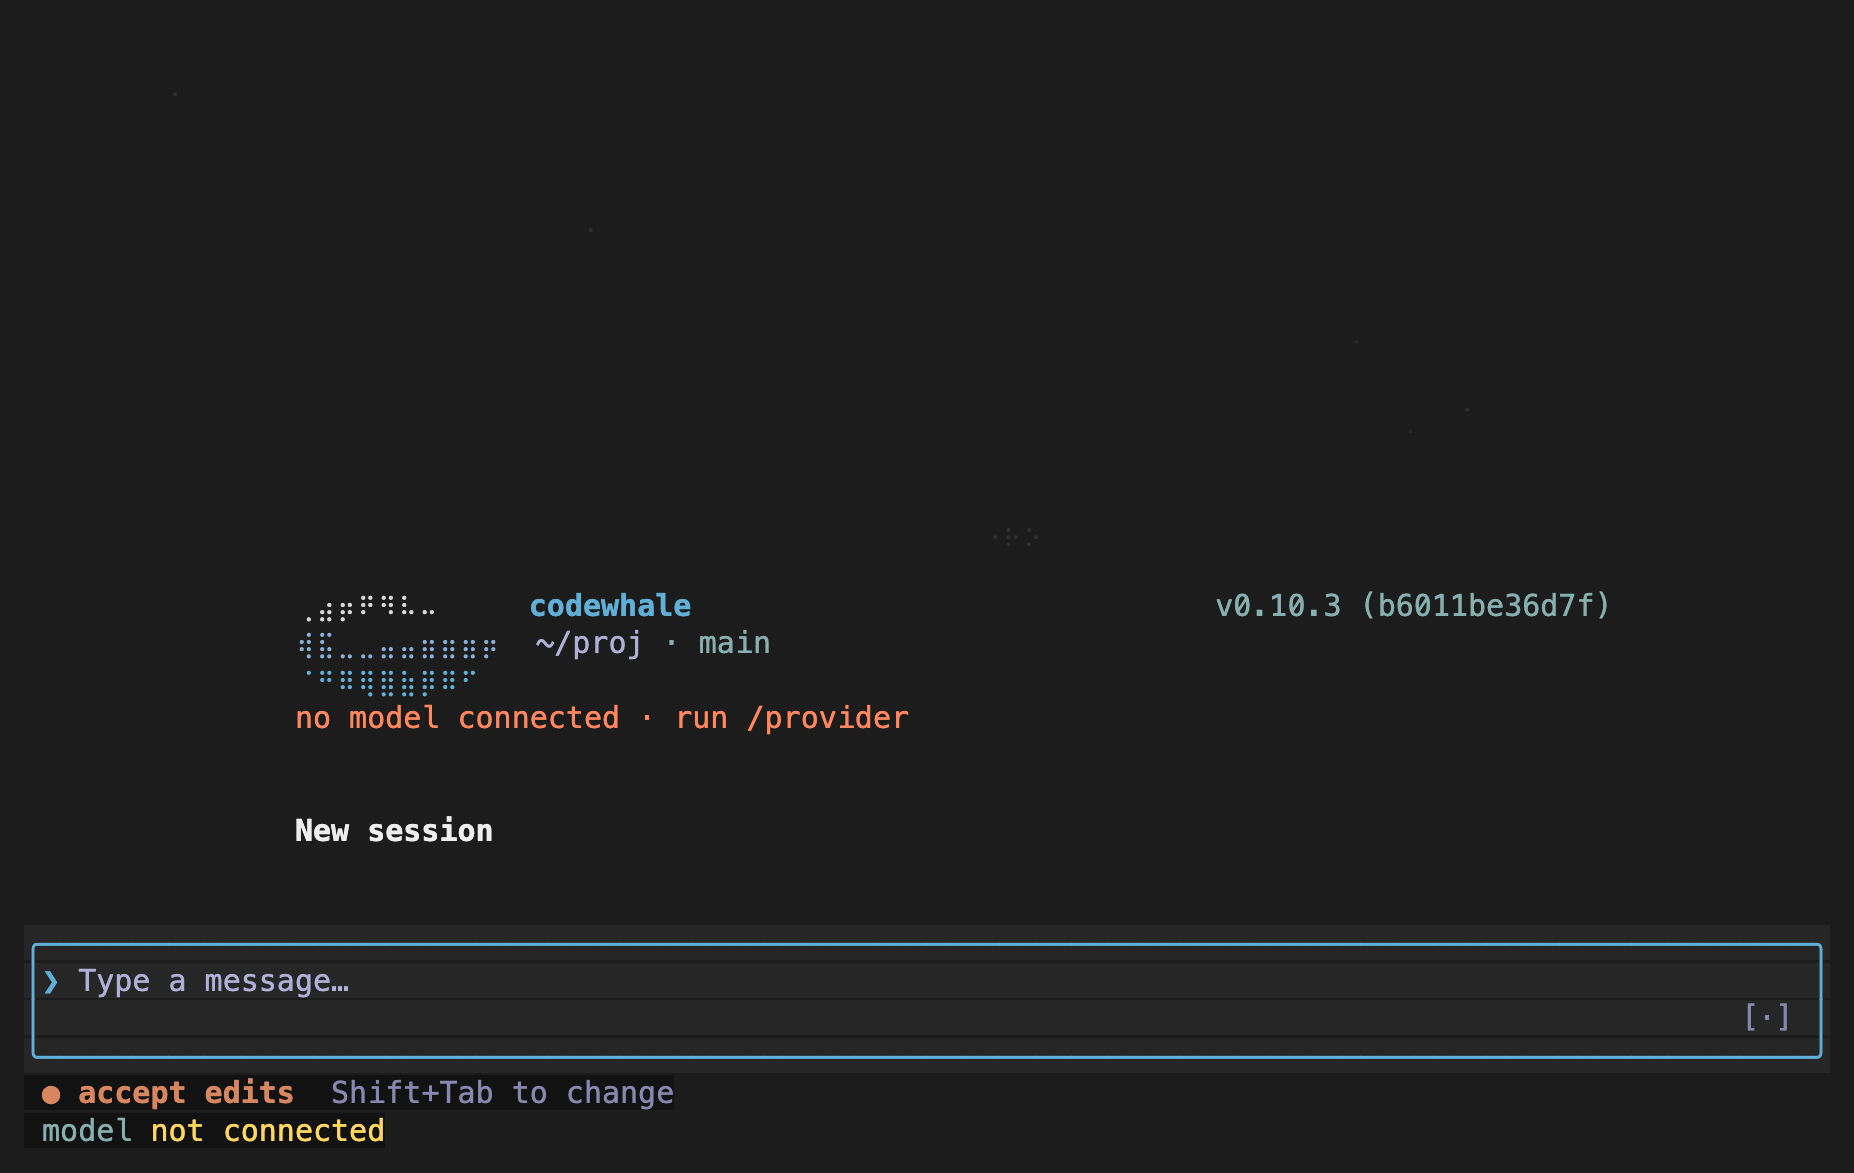 codewhale v0.10.3 (b6011be36d7f)
~/proj · main
no model connected · run /provider
New session
❯ Type a message…
[·]
● accept edits Shift+Tab to change
model not connected